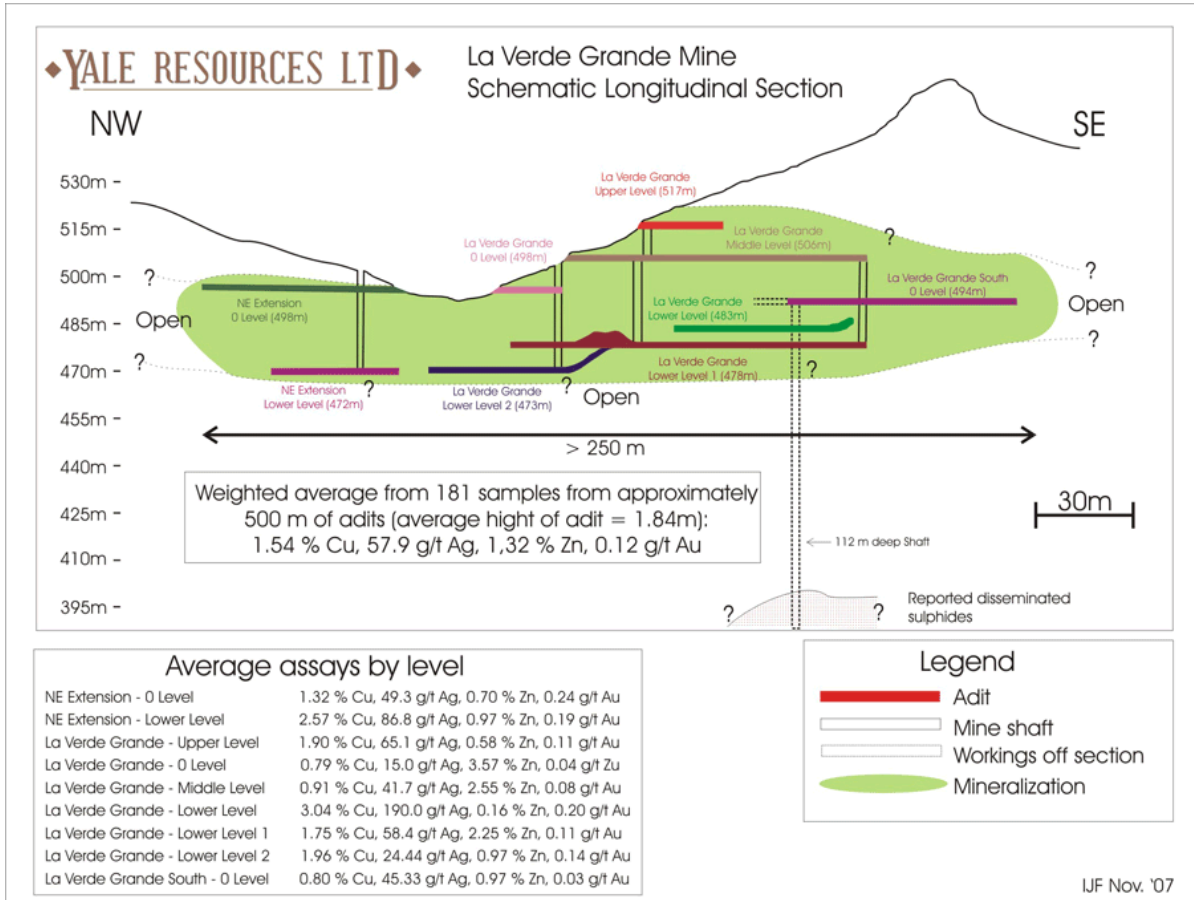 YALE RESOURCES LTD
La Verde Grande Mine
Schematic Longitudinal Section
NW
SE
530m
515m
500m
485m
470m
455m
440m
425m
410m
395m
La Verde Grande
Upper Level (517m)
La Verde Grande
0 Level (498m)
La Verde Grande
Middle Level (506m)
?
?
La Verde Grande South
0 Level (494m)
?
NE Extension
0 Level (498m)
La Verde Grande
Lower Level (483m)
Open
Open
?
?
NE Extension
Lower Level (472m)
?
La Verde Grande
Lower Level 2 (473m)
?
Open
La Verde Grande
Lower Level 1 (478m)
?
> 250 m
Weighted average from 181 samples from approximately
500 m of adits (average hight of adit = 1.84m):
1.54 % Cu, 57.9 g/t Ag, 1,32 % Zn, 0.12 g/t Au
30m
112 m deep Shaft
?
?
Reported disseminated
sulphides
Average assays by level
NE Extension - 0 Level 1.32 % Cu, 49.3 g/t Ag, 0.70 % Zn, 0.24 g/t Au
NE Extension - Lower Level 2.57 % Cu, 86.8 g/t Ag, 0.97 % Zn, 0.19 g/t Au
La Verde Grande - Upper Level 1.90 % Cu, 65.1 g/t Ag, 0.58 % Zn, 0.11 g/t Au
La Verde Grande - 0 Level 0.79 % Cu, 15.0 g/t Ag, 3.57 % Zn, 0.04 g/t Zu
La Verde Grande - Middle Level 0.91 % Cu, 41.7 g/t Ag, 2.55 % Zn, 0.08 g/t Au
La Verde Grande - Lower Level 3.04 % Cu, 190.0 g/t Ag, 0.16 % Zn, 0.20 g/t Au
La Verde Grande - Lower Level 1 1.75 % Cu, 58.4 g/t Ag, 2.25 % Zn, 0.11 g/t Au
La Verde Grande - Lower Level 2 1.96 % Cu, 24.44 g/t Ag, 0.97 % Zn, 0.14 g/t Au
La Verde Grande South - 0 Level 0.80 % Cu, 45.33 g/t Ag, 0.97 % Zn, 0.03 g/t Au
Legend
Adit
Mine shaft
Workings off section
Mineralization
IJF Nov. '07